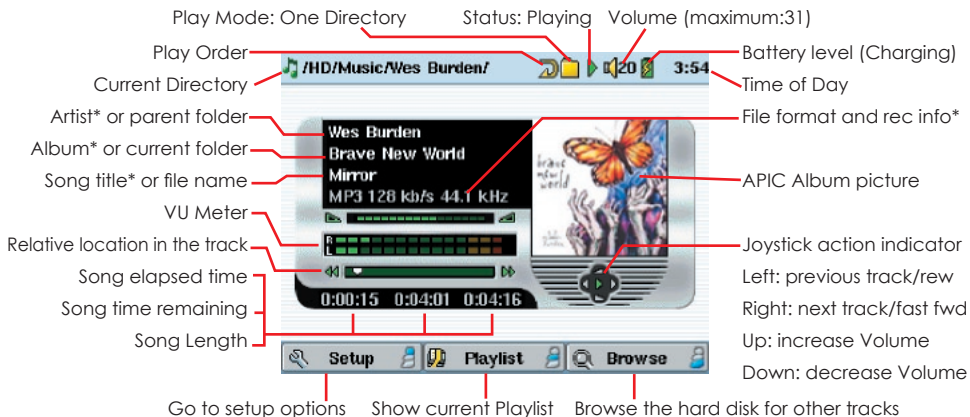 Play Mode: One Directory
Status: Playing
Volume (maximum:31)
Play Order
Battery level (Charging)
/HD/Music/Wes Burden/
20
3:54
Current Directory
Time of Day
Artist* or parent folder
File format and rec info*
Wes Burden
Album* or current folder
Brave New World
Song title* or file name
Mirror
APIC Album picture
MP3 128 kb/s 44.1 kHz
brave
new
world
VU Meter
R
L
Relative location in the track
Joystick action indicator
Song elapsed time
Left: previous track/rew
Song time remaining
Right: next track/fast fwd
0:00:15 0:04:01 0:04:16
Song Length
Up: increase Volume
Setup
Playlist
Browse
Down: decrease Volume
Go to setup options
Show current Playlist
Browse the hard disk for other tracks